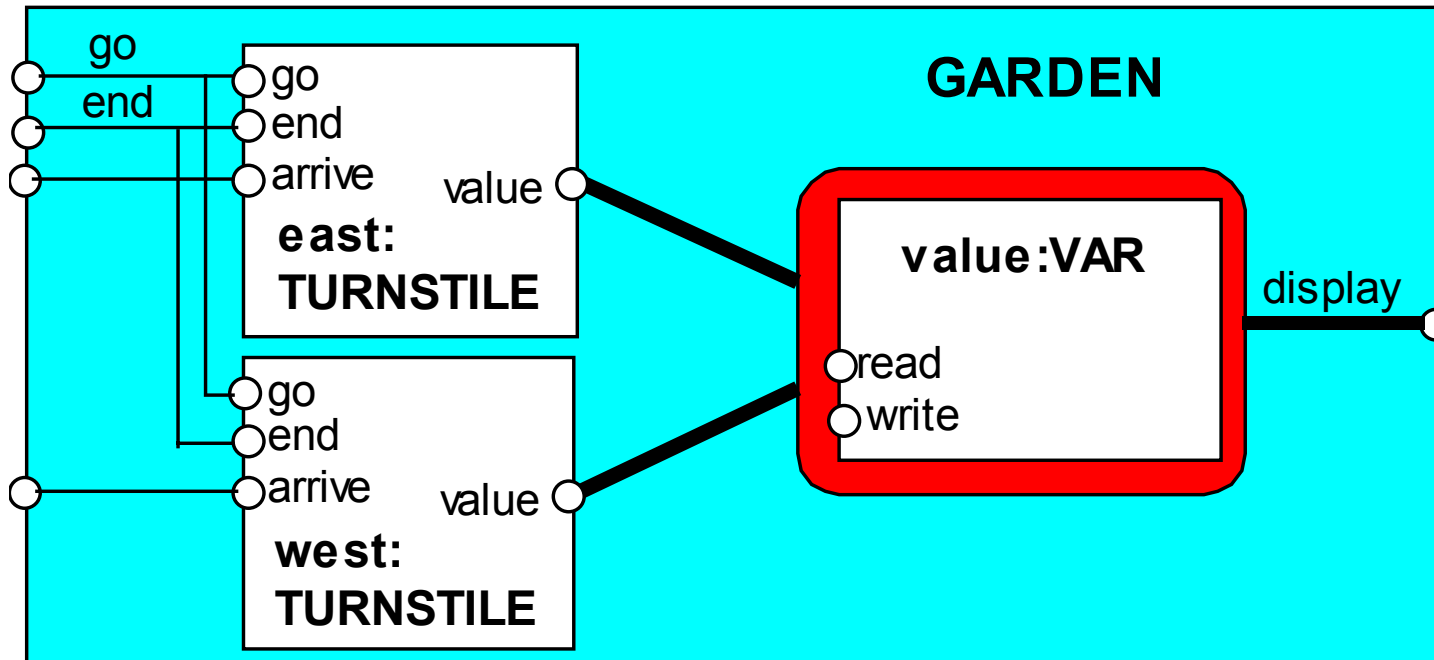 go
end
go
end
arrive
value
east:
TURNSTILE
go
end
arrive
value
west:
TURNSTILE
GARDEN
value:VAR
read
write
display